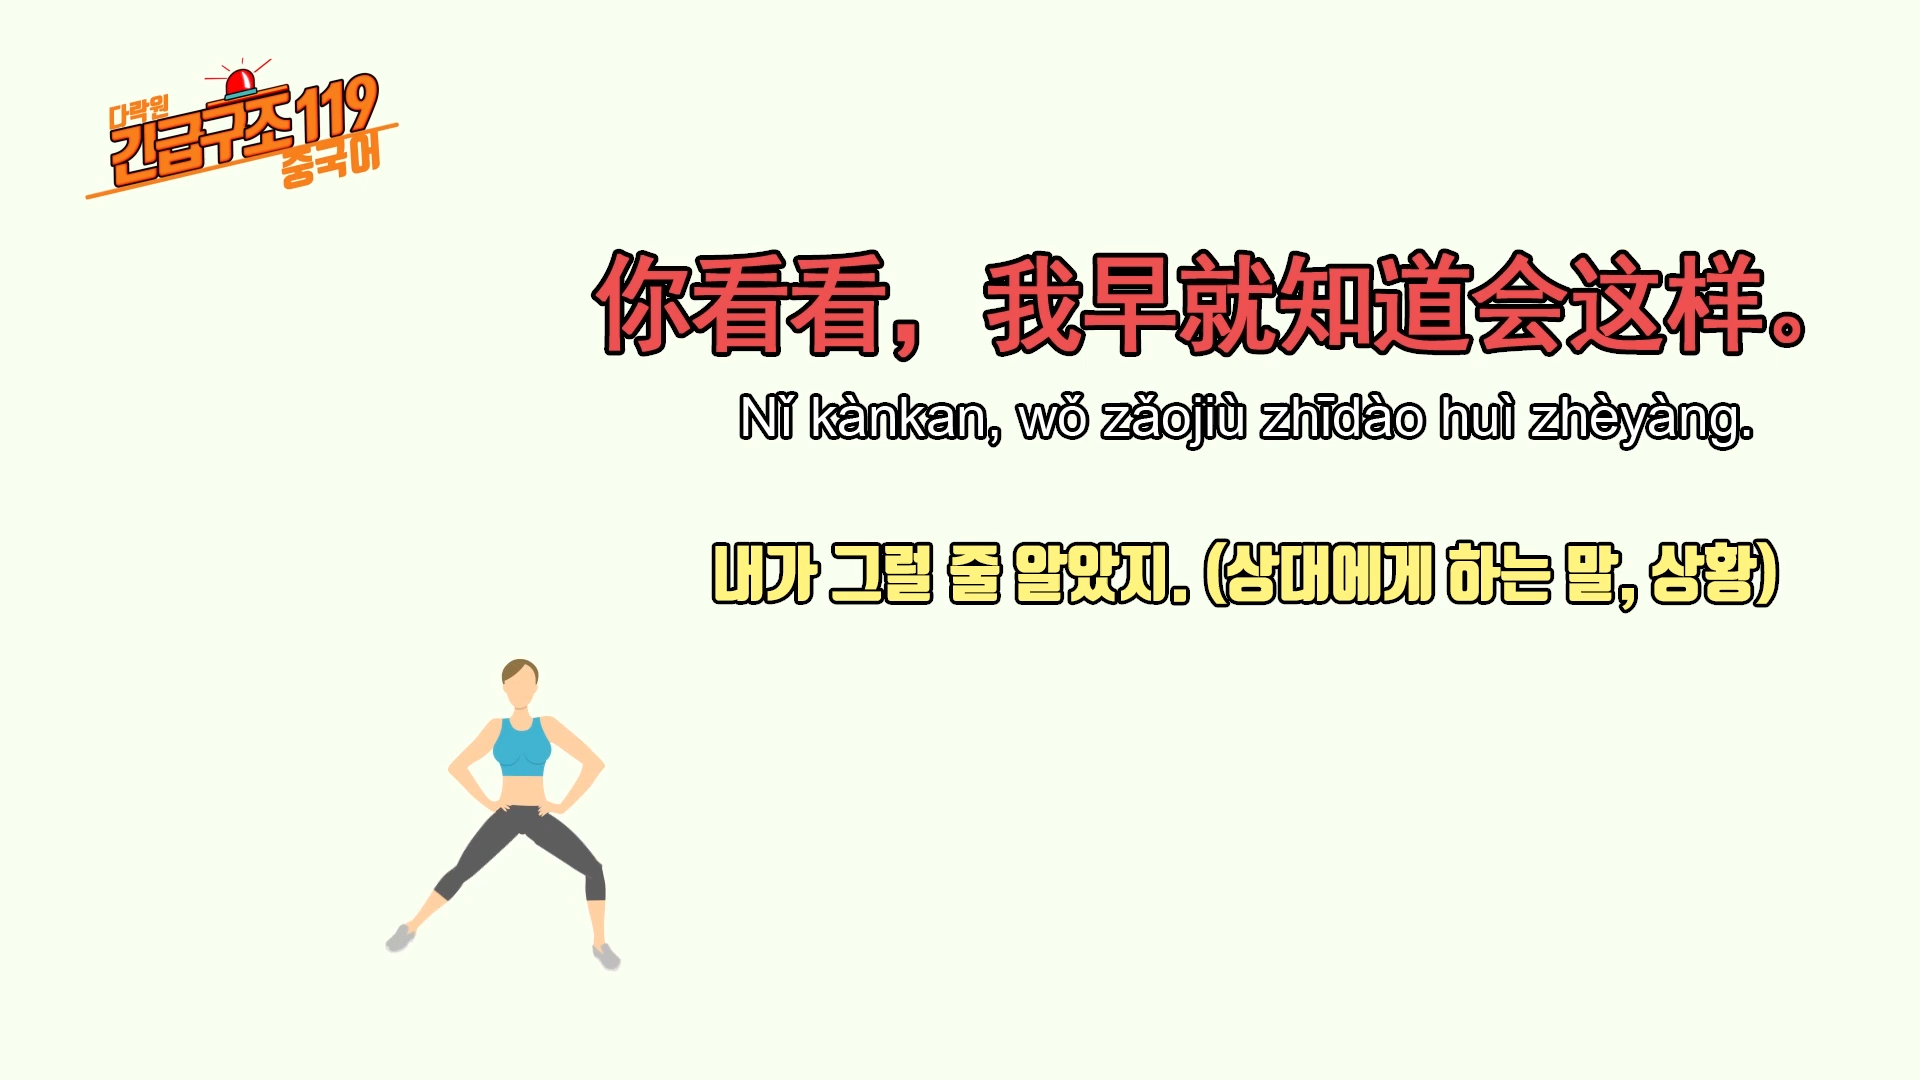 다락원
긴급구조119
중국어
你看看，我早就知道会这样。
Nǐ kànkan, wǒ zǎojiù zhīdào huì zhèyàng.
내가 그럴 줄 알았지. (상대에게 하는 말, 상황)